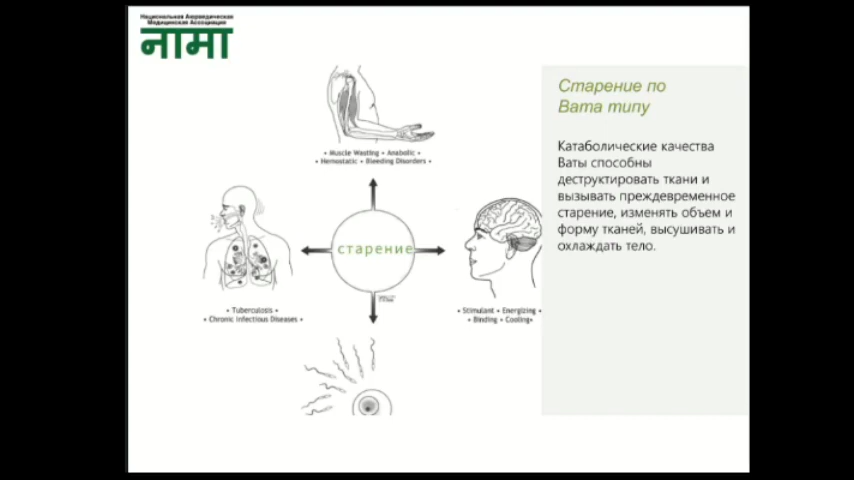 Национальная Аюрведическая
Медицинская Ассоциация
नामा
• Muscle Wasting • Anabolic •
• Hemostatic • Bleeding Disorders •
старение
• Tuberculosis •
• Chronic Infectious Diseases •
• Stimulant • Energizing •
• Binding • Cooling•
Старение по
Вата типу
Катаболические качества
Ваты способны
деструктировать ткани и
вызывать преждевременное
старение, изменять объем и
форму тканей, высушивать и
охлаждать тело.